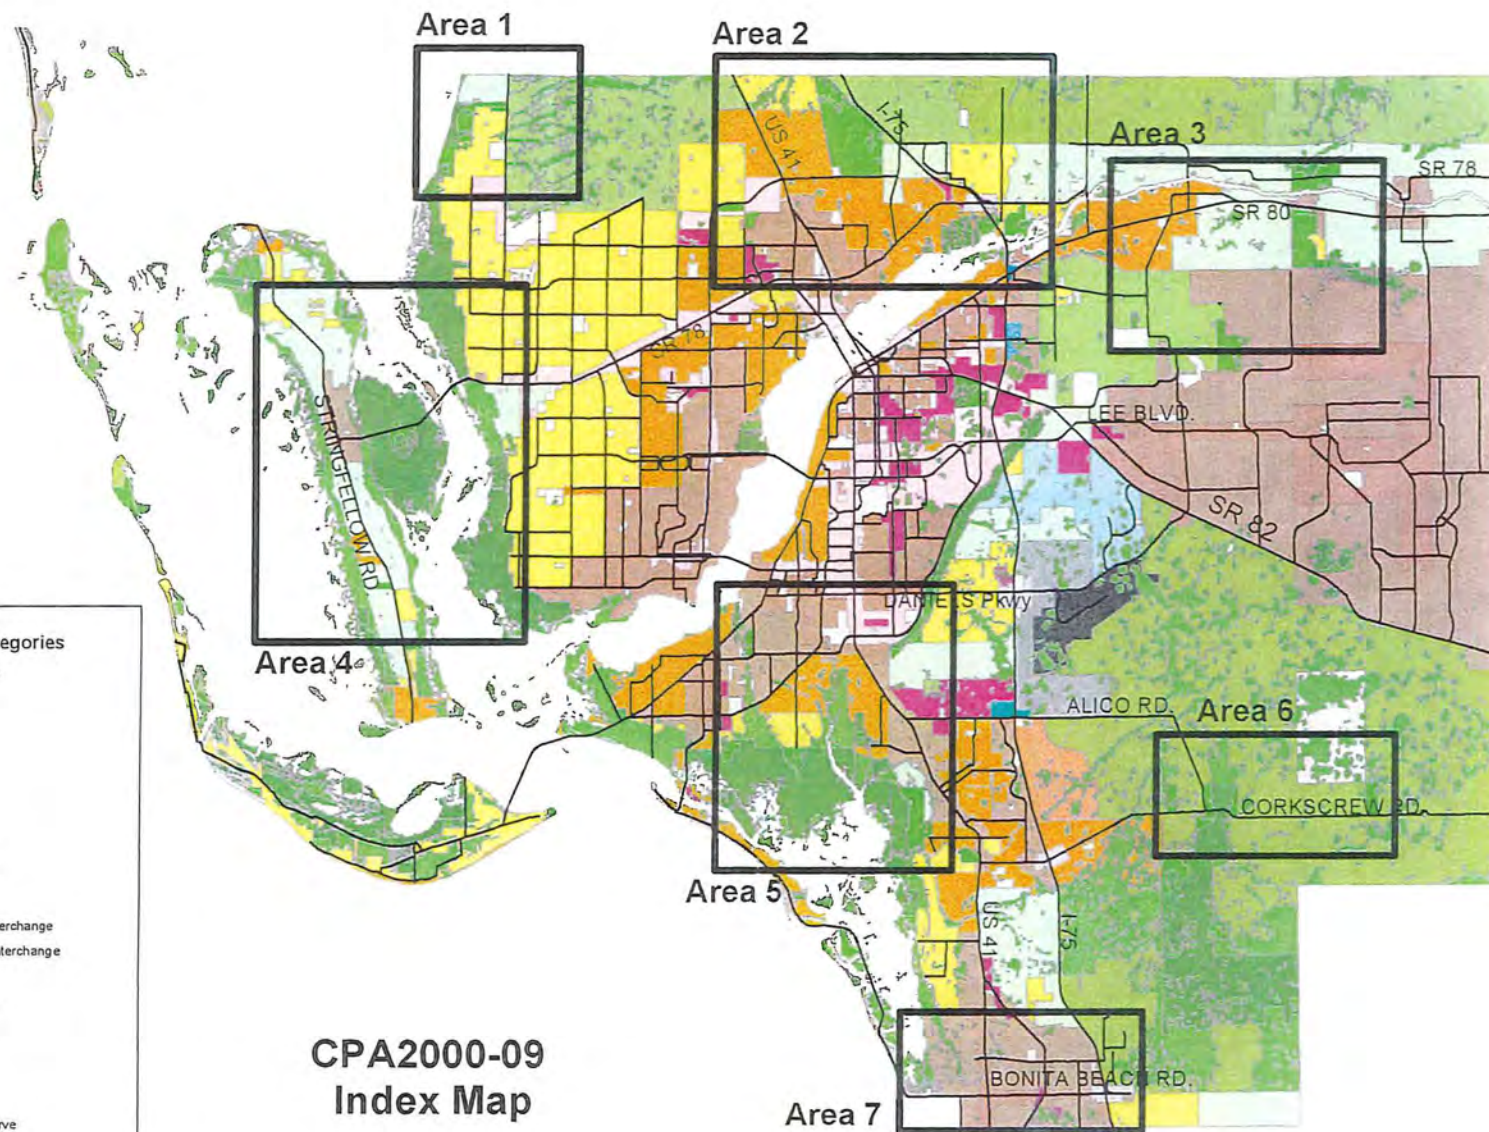 Area 1
Area 2
US 41
I-75
Area 3
SR 78
SR 80
SR 78
LEE BLVD.
STRINGFELLOW RD
SR 82
DANIELS Pkwy
egories
Area 4
ALICO RD.
Area 6
CORKSCREW RD.
Area 5
US 41
I-75
erchange
terchange
CPA2000-09
Index Map
BONITA BEACH RD.
Area 7
rve